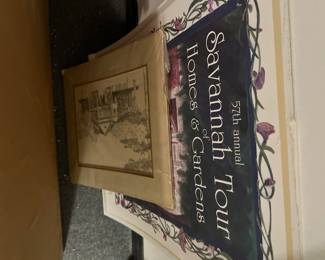 57th annual
Savannah Tour
of
Homes & Gardens